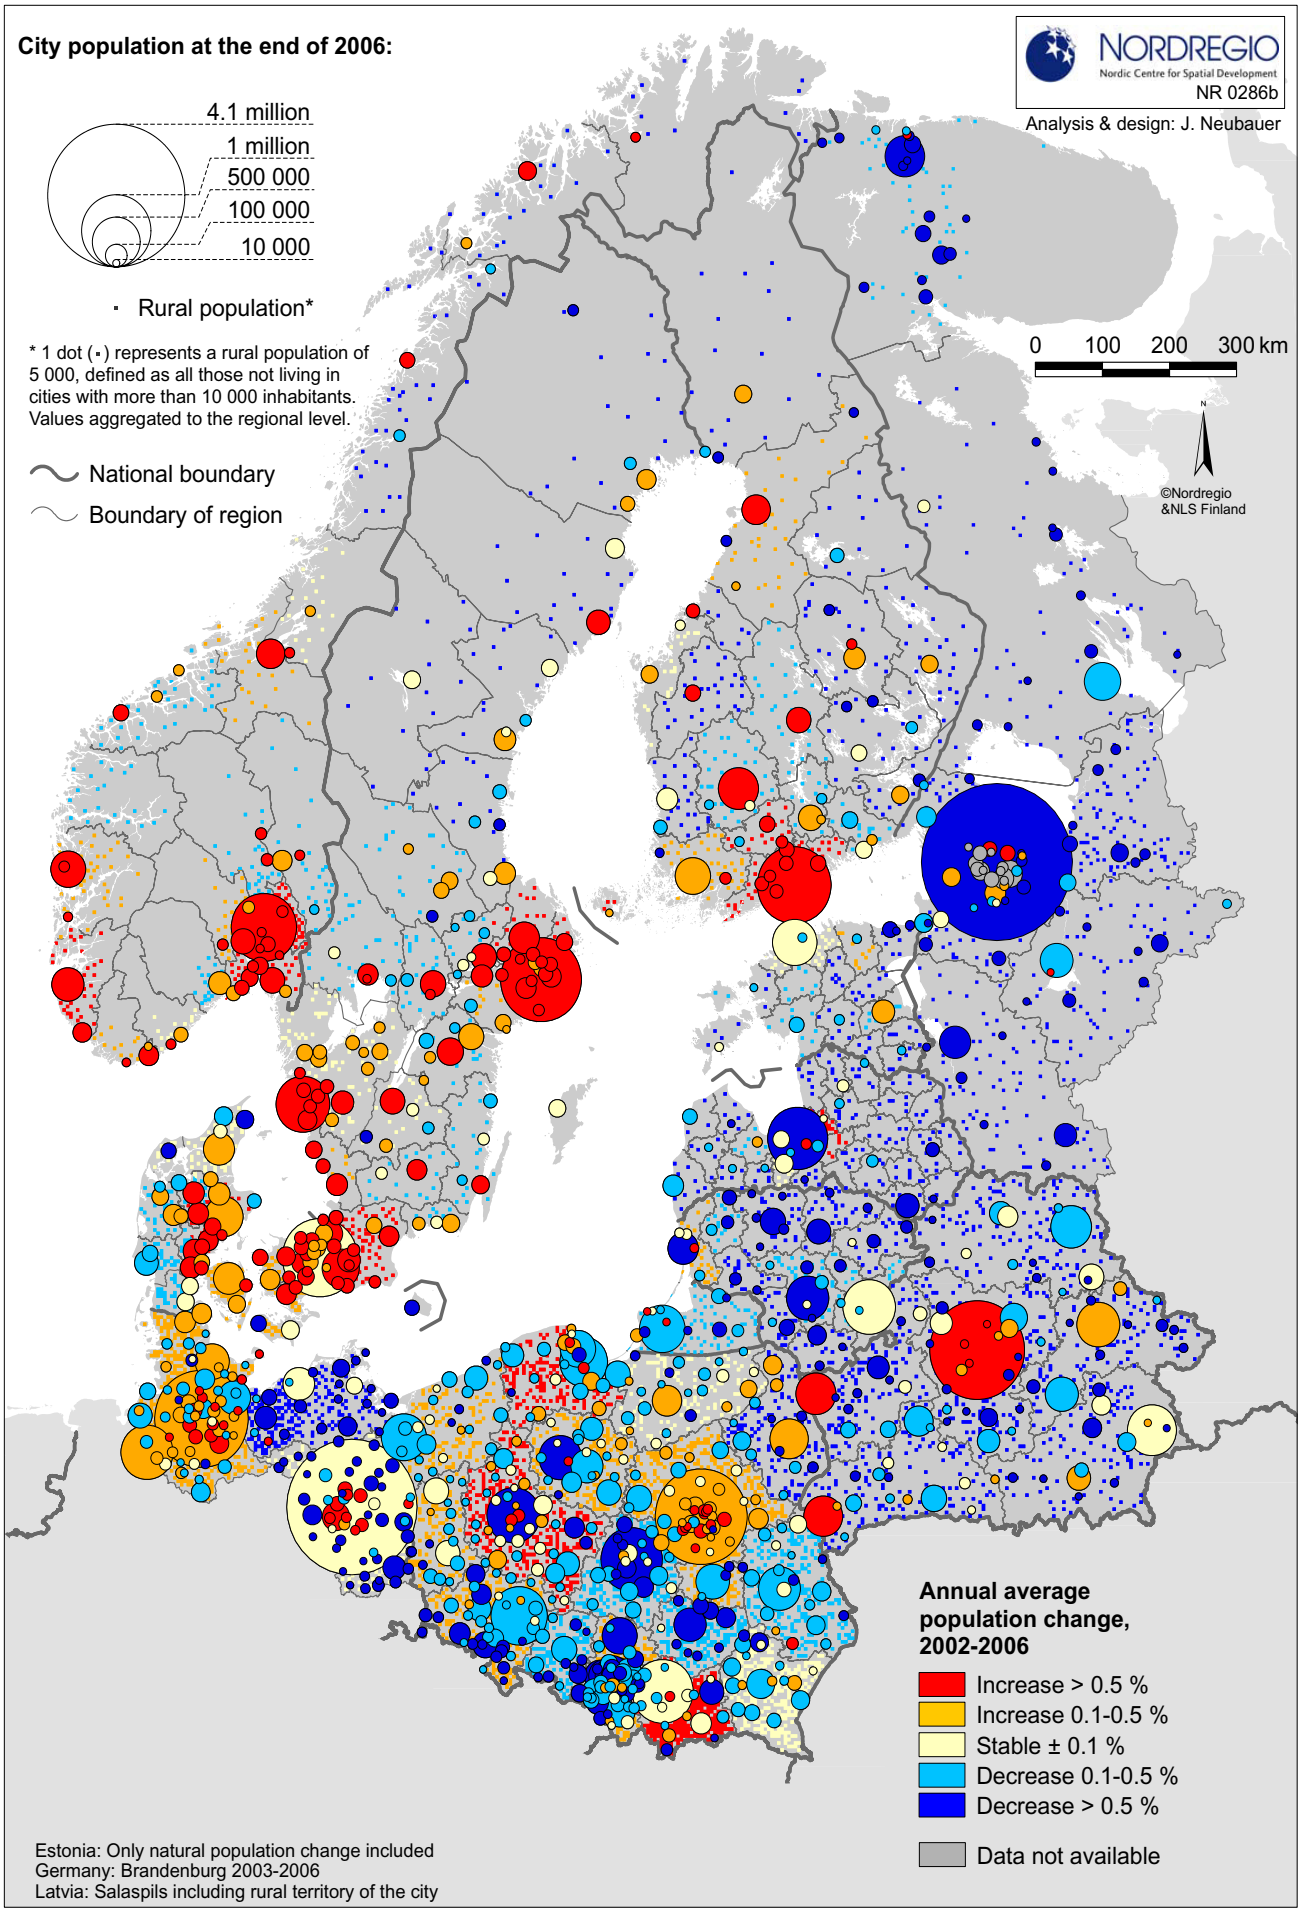 City population at the end of 2006:
4.1 million
1 million
500 000
100 000
10 000
Rural population*
* 1 dot (▪) represents a rural population of
5 000, defined as all those not living in
cities with more than 10 000 inhabitants.
Values aggregated to the regional level.
National boundary
Boundary of region
NORDREGIO
Nordic Centre for Spatial Development
NR 0286b
Analysis & design: J. Neubauer
0 100 200 300 km
N
©Nordregio
&NLS Finland
Annual average
population change,
2002-2006
Increase > 0.5 %
Increase 0.1-0.5 %
Stable ± 0.1 %
Decrease 0.1-0.5 %
Decrease > 0.5 %
Data not available
Estonia: Only natural population change included
Germany: Brandenburg 2003-2006
Latvia: Salaspils including rural territory of the city